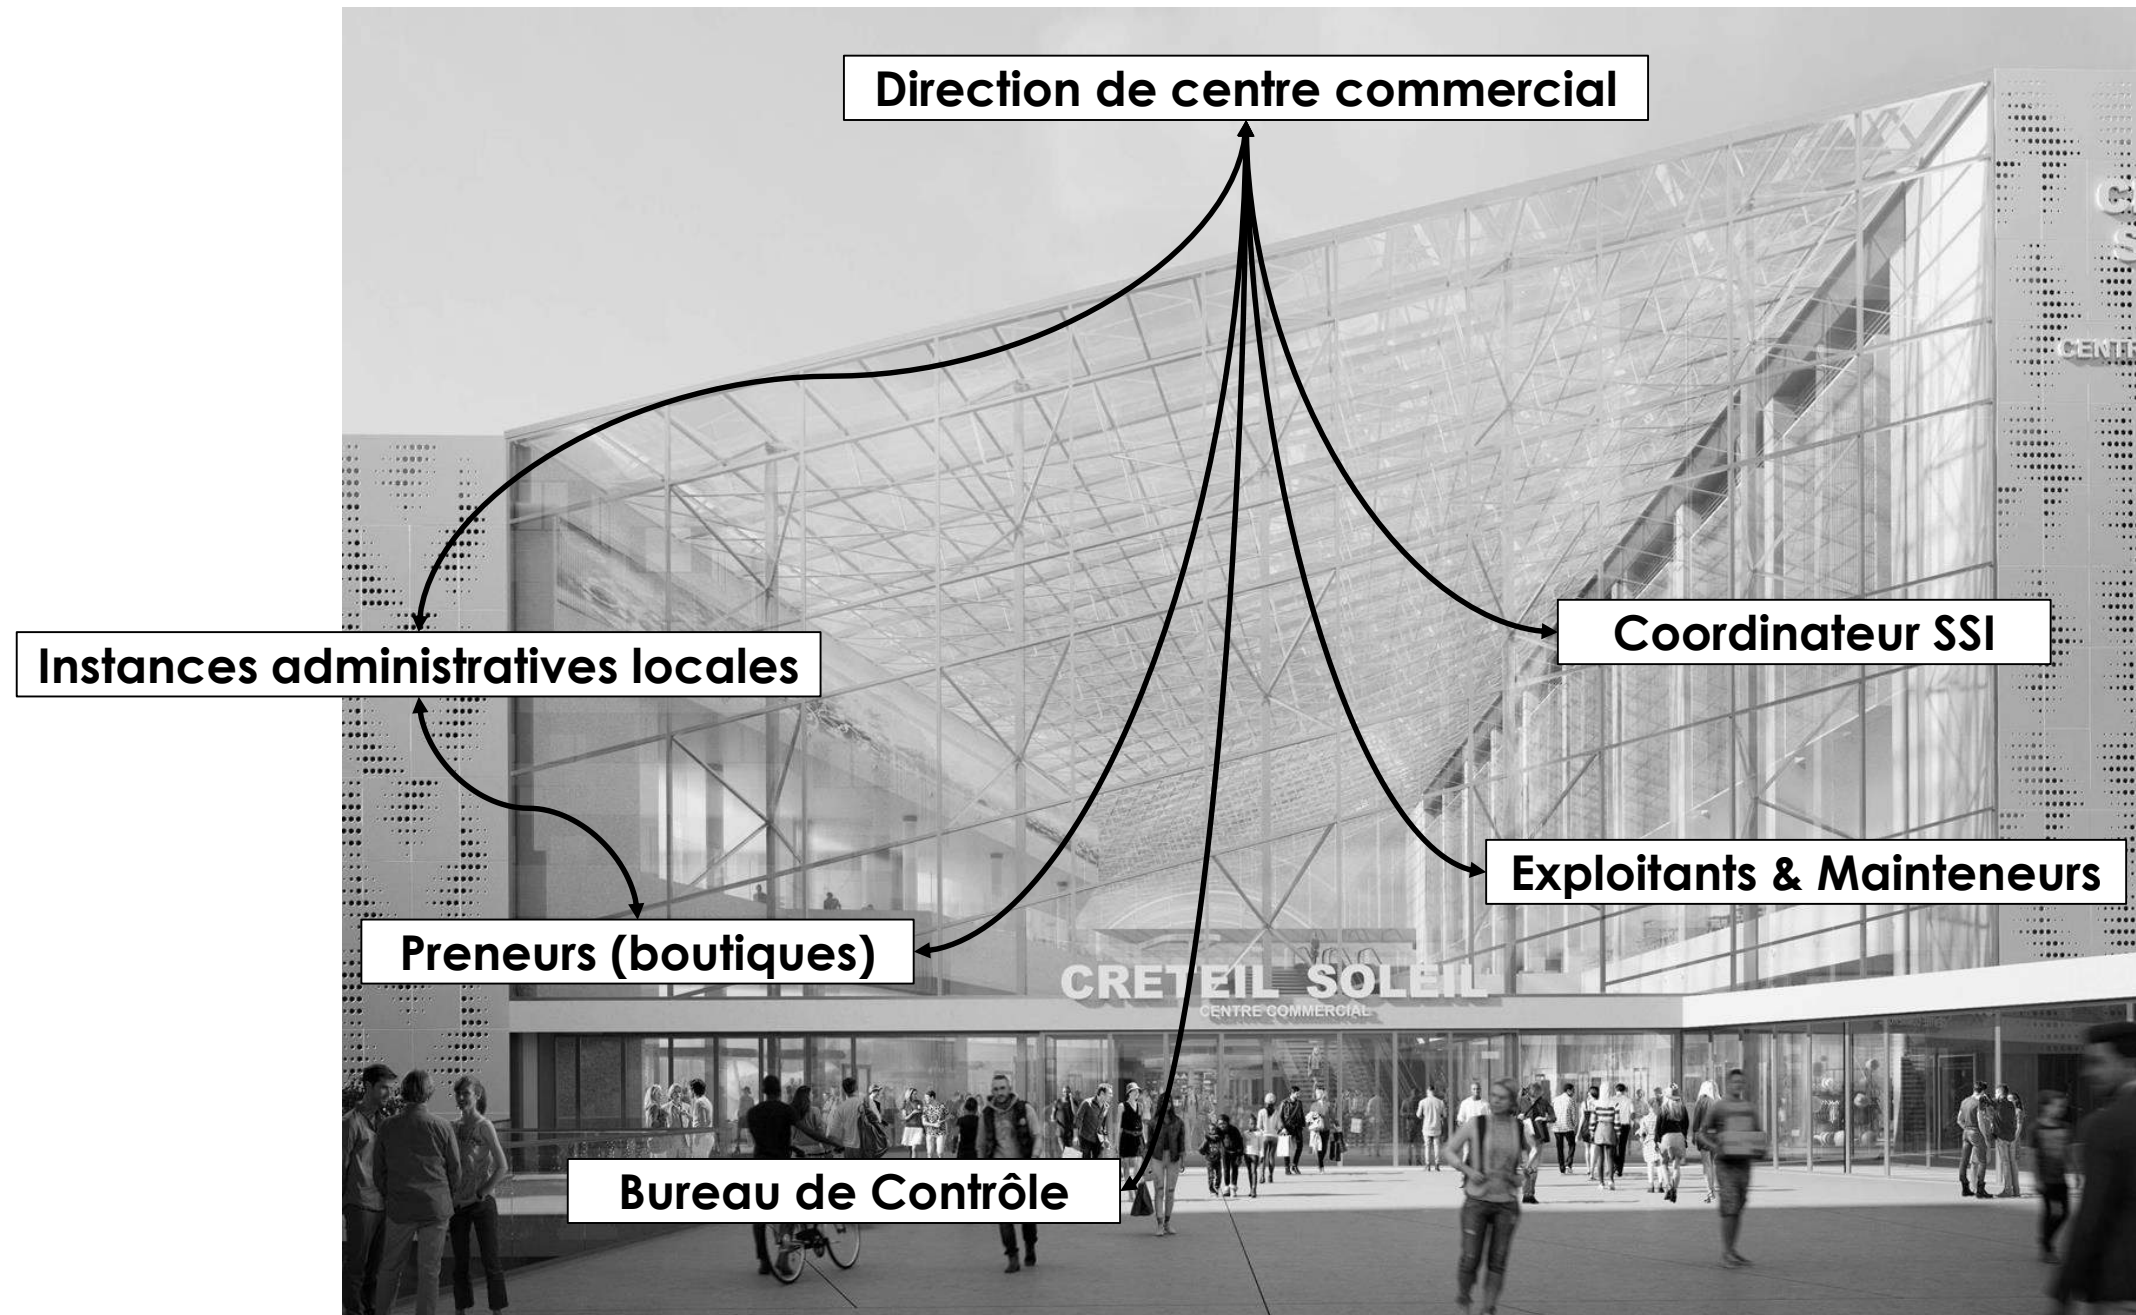 Direction de centre commercial
Coordinateur SSI
Instances administratives locales
Exploitants & Mainteneurs
Preneurs (boutiques)
CRETEIL SOLEIL
CENTRE COMMERCIAL
Bureau de Contrôle